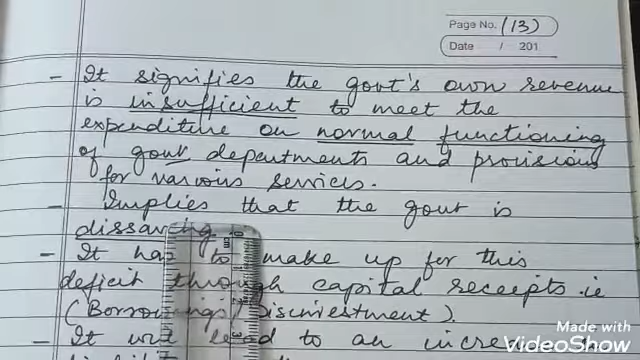 Page No. (13)
Date / 201
- It signifies the govt's own revenue
is insufficient to meet the
expenditure on normal functioning
of govt departments and provisions
for various services.
- Implies that the govt is
dissaving
- It has to make up for this
deficit through capital receipts i.e
(Borrowings / Disinvestment).
- It will lead to an increase in
Made with
VideoShow